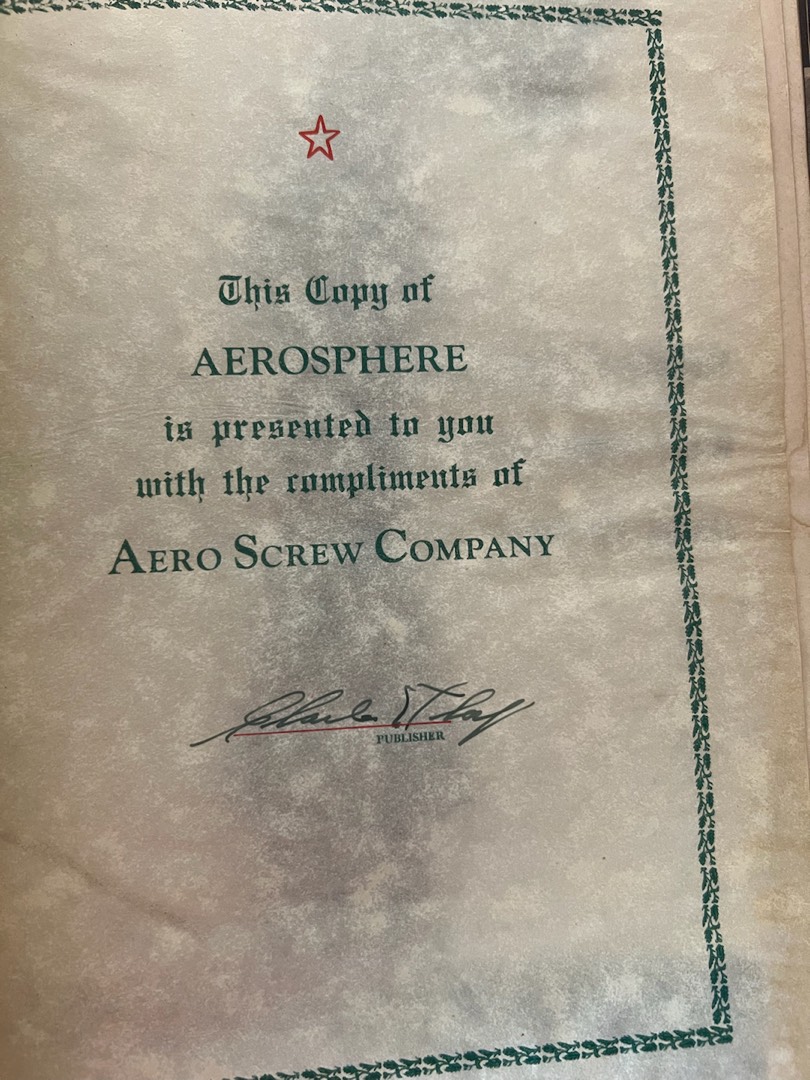 This Copy of
AEROSPHERE
is presented to you
with the compliments of
AERO SCREW COMPANY
PUBLISHER